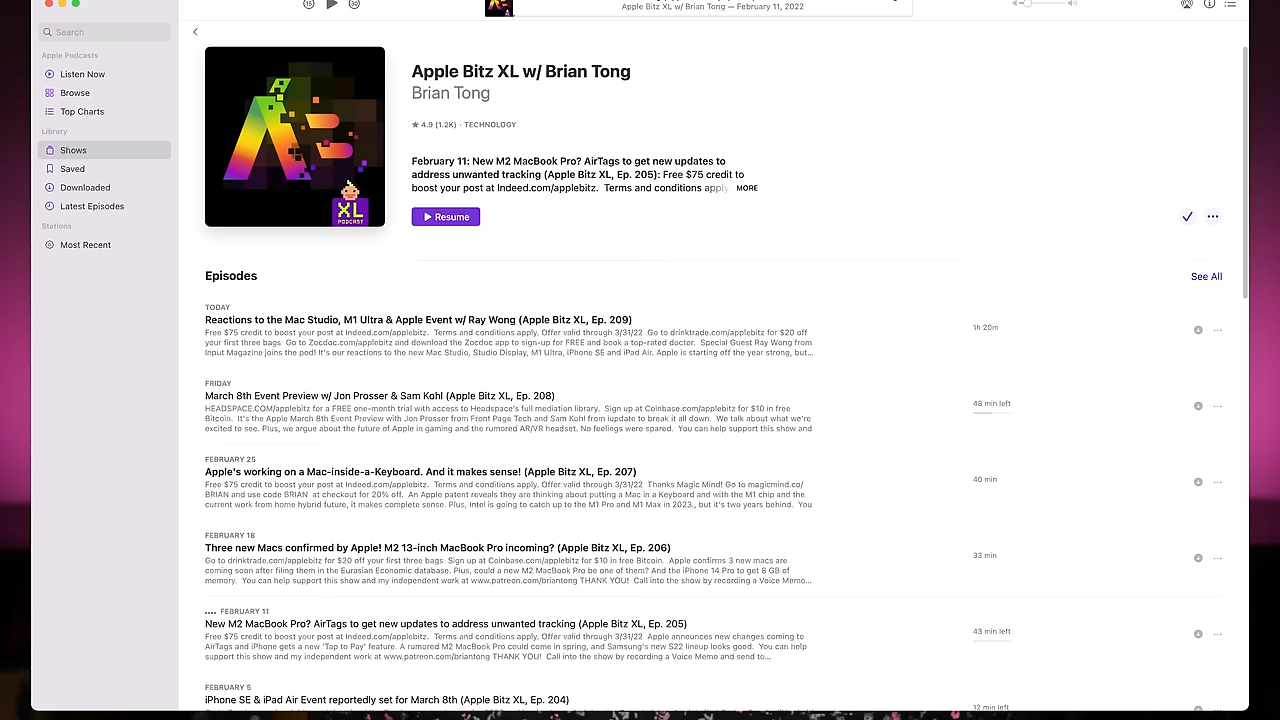 15
30
Apple Bitz XL w/ Brian Tong — February 11, 2022
Search
Apple Podcasts
Listen Now
Browse
Top Charts
Library
Shows
Saved
Downloaded
Latest Episodes
Stations
Most Recent
XL
PODCAST
Apple Bitz XL w/ Brian Tong
Brian Tong
★ 4.9 (1.2K) · TECHNOLOGY
February 11: New M2 MacBook Pro? AirTags to get new updates to
address unwanted tracking (Apple Bitz XL, Ep. 205): Free $75 credit to
boost your post at Indeed.com/applebitz. Terms and conditions apply MORE
Resume
Episodes
See All
TODAY
Reactions to the Mac Studio, M1 Ultra & Apple Event w/ Ray Wong (Apple Bitz XL, Ep. 209)
Free $75 credit to boost your post at Indeed.com/applebitz. Terms and conditions apply. Offer valid through 3/31/22 Go to drinktrade.com/applebitz for $20 off
your first three bags Go to Zocdoc.com/applebitz and download the Zocdoc app to sign-up for FREE and book a top-rated doctor. Special Guest Ray Wong from
Input Magazine joins the pod! It's our reactions to the new Mac Studio, Studio Display, M1 Ultra, iPhone SE and iPad Air. Apple is starting off the year strong, but...
1h 20m
FRIDAY
March 8th Event Preview w/ Jon Prosser & Sam Kohl (Apple Bitz XL, Ep. 208)
HEADSPACE.COM/applebitz for a FREE one-month trial with access to Headspace's full mediation library. Sign up at Coinbase.com/applebitz for $10 in free
Bitcoin. It's the Apple March 8th Event Preview with Jon Prosser from Front Page Tech and Sam Kohl from iupdate to break it all down. We talk about what we're
excited to see. Plus, we argue about the future of Apple in gaming and the rumored AR/VR headset. No feelings were spared. You can help support this show and
48 min left
FEBRUARY 25
Apple's working on a Mac-inside-a-Keyboard. And it makes sense! (Apple Bitz XL, Ep. 207)
Free $75 credit to boost your post at Indeed.com/applebitz. Terms and conditions apply. Offer valid through 3/31/22 Thanks Magic Mind! Go to magicmind.co/
BRIAN and use code BRIAN at checkout for 20% off. An Apple patent reveals they are thinking about putting a Mac in a Keyboard and with the M1 chip and the
current work from home hybrid future, it makes complete sense. Plus, Intel is going to catch up to the M1 Pro and M1 Max in 2023., but it's two years behind. You
40 min
FEBRUARY 18
Three new Macs confirmed by Apple! M2 13-inch MacBook Pro incoming? (Apple Bitz XL, Ep. 206)
Go to drinktrade.com/applebitz for $20 off your first three bags Sign up at Coinbase.com/applebitz for $10 in free Bitcoin. Apple confirms 3 new macs are
coming soon after filing them in the Eurasian Economic database. Plus, could a new M2 MacBook Pro be one of them? And the iPhone 14 Pro to get 8 GB of
memory. You can help support this show and my independent work at www.patreon.com/briantong THANK YOU! Call into the show by recording a Voice Memo...
33 min
FEBRUARY 11
New M2 MacBook Pro? AirTags to get new updates to address unwanted tracking (Apple Bitz XL, Ep. 205)
Free $75 credit to boost your post at Indeed.com/applebitz. Terms and conditions apply. Offer valid through 3/31/22 Apple announces new changes coming to
AirTags and iPhone gets a new 'Tap to Pay' feature. A rumored M2 MacBook Pro could come in spring, and Samsung's new S22 lineup looks good. You can help
support this show and my independent work at www.patreon.com/briantong THANK YOU! Call into the show by recording a Voice Memo and send to...
43 min left
FEBRUARY 5
iPhone SE & iPad Air Event reportedly set for March 8th (Apple Bitz XL, Ep. 204)
12 min left